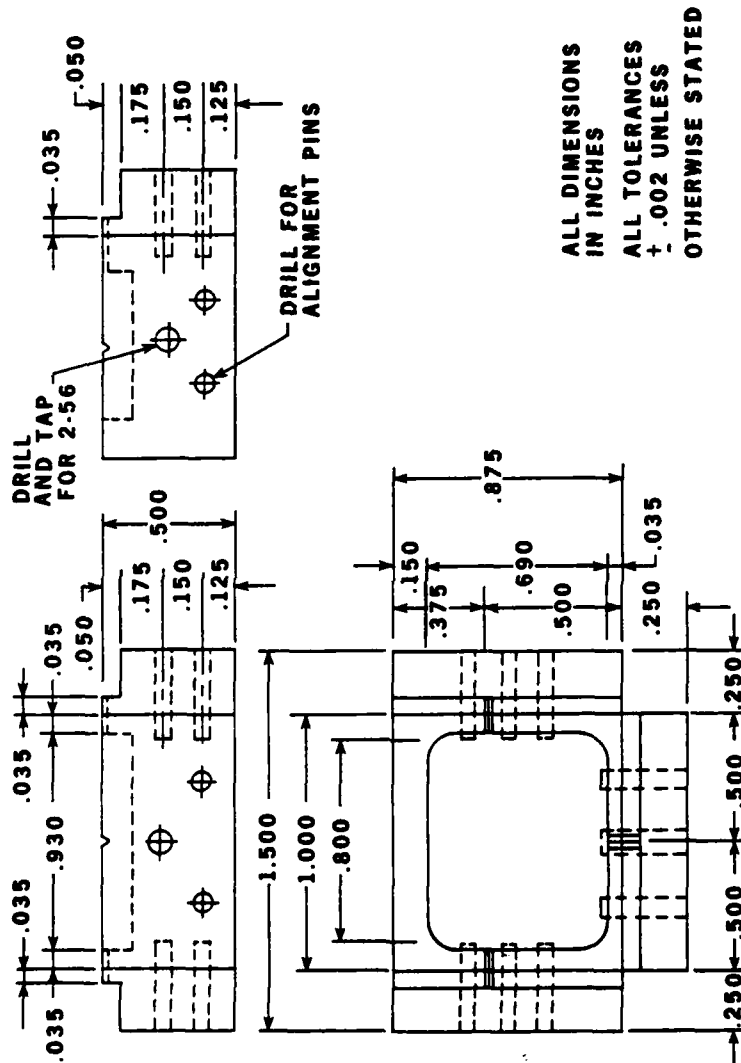 DRILL
AND TAP
FOR 2-56
.035
.050
.175
.150
.125
DRILL FOR
ALIGNMENT PINS
.035
.035
.930
.035
.035
.050
.175
.150
.125
.500
1.500
1.000
.800
.150
.375
.690
.500
.035
.875
.250
.250
.500
.500
.250
ALL DIMENSIONS
IN INCHES
ALL TOLERANCES
± .002 UNLESS
OTHERWISE STATED